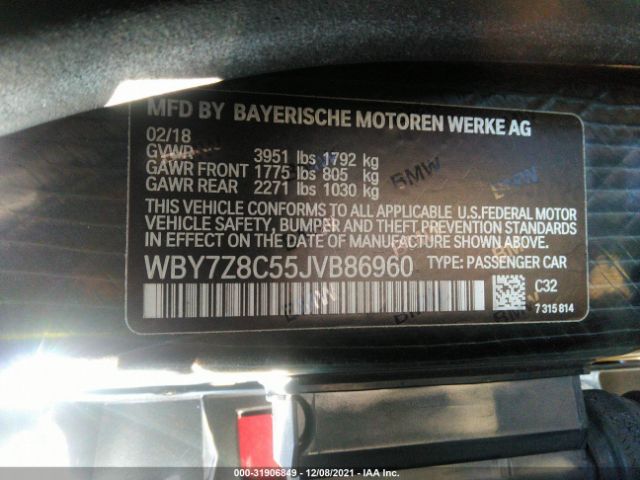 MFD BY BAYERISCHE MOTOREN WERKE AG
02/18
GVWR 3951 lbs 1792 kg
GAWR FRONT 1775 lbs 805 kg
GAWR REAR 2271 lbs 1030 kg
THIS VEHICLE CONFORMS TO ALL APPLICABLE U.S.FEDERAL MOTOR
VEHICLE SAFETY, BUMPER, AND THEFT PREVENTION STANDARDS
IN EFFECT ON THE DATE OF MANUFACTURE SHOWN ABOVE.
WBY7Z8C55JVB86960 TYPE: PASSENGER CAR
C32
7 315 814
BMW
BMW
BMW
000-31906849 - 12/08/2021 - IAA Inc.